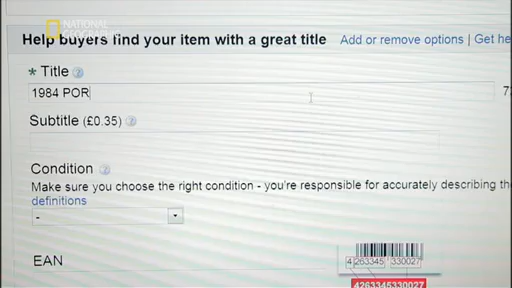 NATIONAL
GEOGRAPHIC
Help buyers find your item with a great title Add or remove options | Get he
* Title ?
1984 POR
7
Subtitle (£0.35) ?
Condition ?
Make sure you choose the right condition - you're responsible for accurately describing th
definitions
-
EAN
4 263345 330027
4263345330027